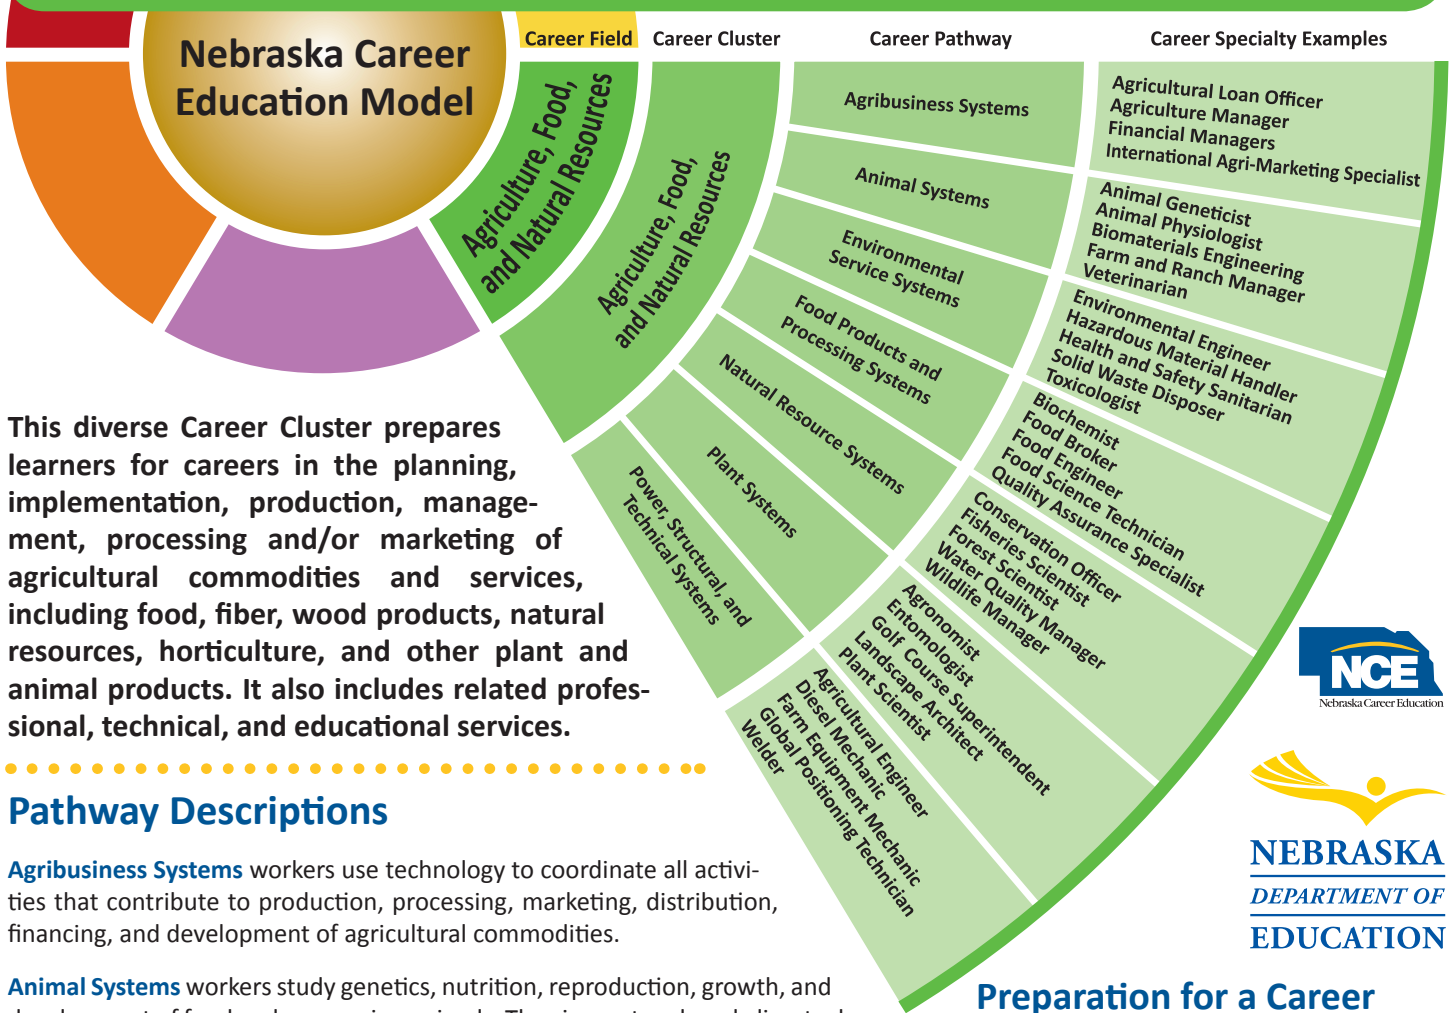 Nebraska Career
Education Model
Career Field
Career Cluster
Career Pathway
Career Specialty Examples
Agriculture, Food,
and Natural Resources
Agriculture, Food,
and Natural Resources
Agribusiness Systems
Agricultural Loan Officer
Agriculture Manager
Financial Managers
International Agri-Marketing Specialist
Animal Systems
Animal Geneticist
Animal Physiologist
Biomaterials Engineering
Farm and Ranch Manager
Veterinarian
Environmental
Service Systems
Environmental Engineer
Hazardous Material Handler
Health and Safety Sanitarian
Solid Waste Disposer
Toxicologist
Food Products and
Processing Systems
Biochemist
Food Broker
Food Engineer
Food Science Technician
Quality Assurance Specialist
Natural Resource Systems
Conservation Officer
Fisheries Scientist
Forest Scientist
Water Quality Manager
Wildlife Manager
Plant Systems
Agronomist
Entomologist
Golf Course Superintendent
Landscape Architect
Plant Scientist
Power, Structural, and
Technical Systems
Agricultural Engineer
Diesel Mechanic
Farm Equipment Mechanic
Global Positioning Technician
Welder
This diverse Career Cluster prepares
learners for careers in the planning,
implementation, production, manage-
ment, processing and/or marketing of
agricultural commodities and services,
including food, fiber, wood products, natural
resources, horticulture, and other plant and
animal products. It also includes related profes-
sional, technical, and educational services.
NCE
Nebraska Career Education
NEBRASKA
DEPARTMENT OF
EDUCATION
Pathway Descriptions
Agribusiness Systems workers use technology to coordinate all activi-
ties that contribute to production, processing, marketing, distribution,
financing, and development of agricultural commodities.
Animal Systems workers study genetics, nutrition, reproduction, growth, and
Preparation for a Career